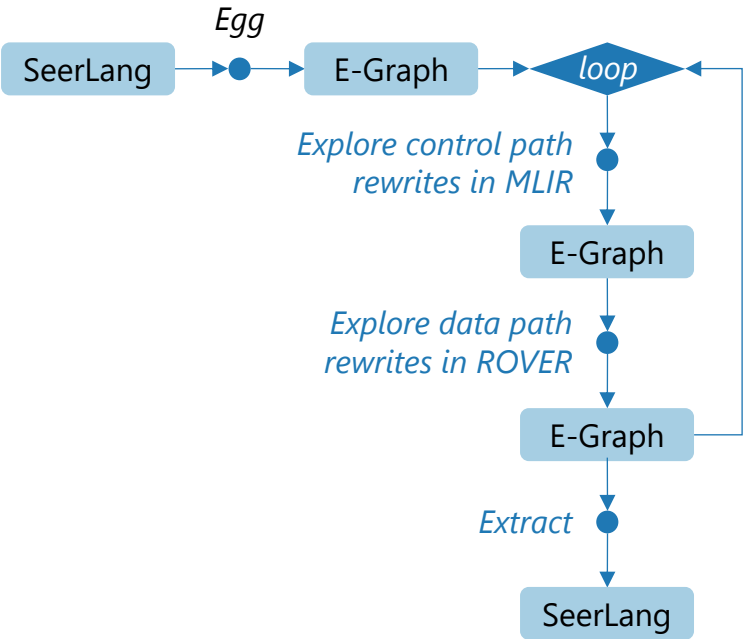 Egg
SeerLang
E-Graph
loop
Explore control path
rewrites in MLIR
E-Graph
Explore data path
rewrites in ROVER
E-Graph
Extract
SeerLang